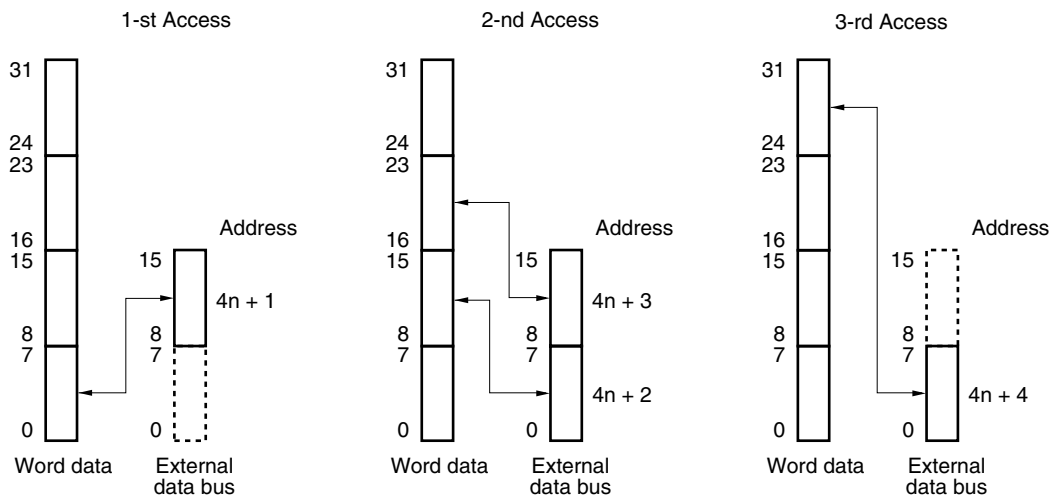 1-st Access
31
24
23
16
15
8
7
0
Word data
Address
15
4n + 1
8
7
0
External
data bus
2-nd Access
31
24
23
16
15
8
7
0
Word data
Address
15
4n + 3
8
7
4n + 2
0
External
data bus
3-rd Access
31
24
23
16
15
8
7
0
Word data
Address
15
8
7
4n + 4
0
External
data bus